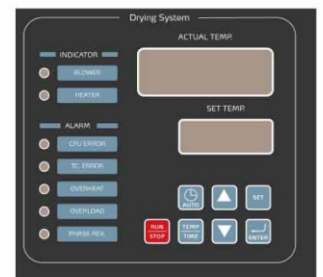 Drying System
ACTUAL TEMP.
INDICATOR
BLOWER
HEATER
SET TEMP.
ALARM
CPU ERROR
TC. ERROR
OVERHEAT
OVERLOAD
PHASE REV.
AUTO
SET
RUN
STOP
TEMP
TIME
ENTER